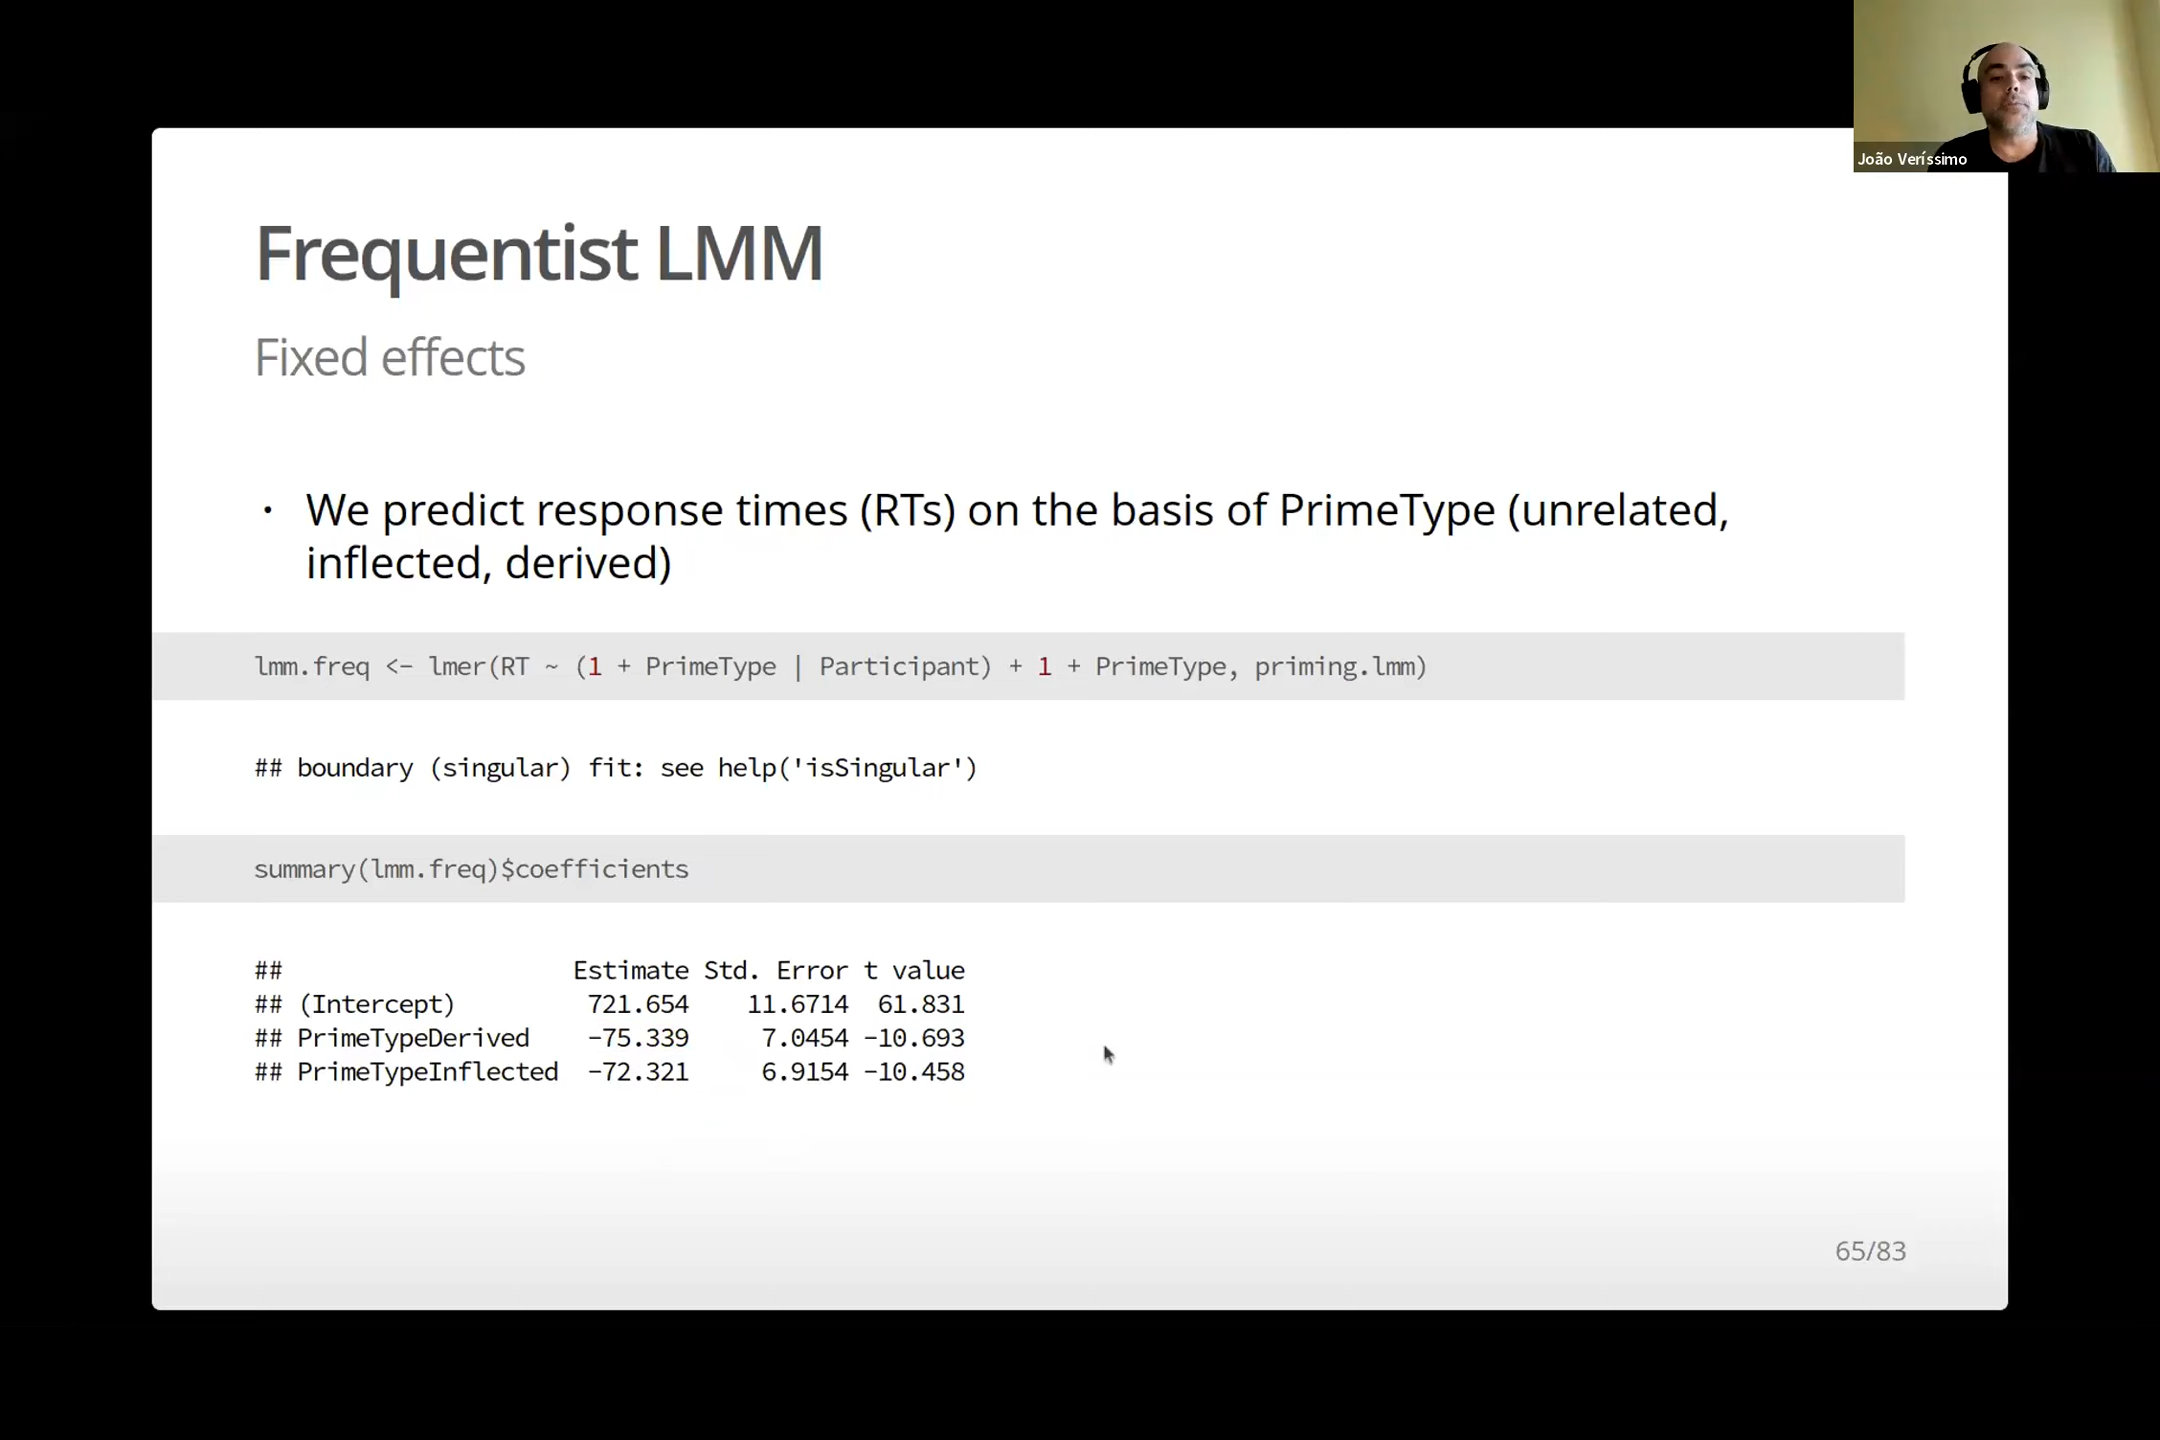 João Veríssimo
Frequentist LMM
Fixed effects
· We predict response times (RTs) on the basis of PrimeType (unrelated,
inflected, derived)
lmm.freq <- lmer(RT ~ (1 + PrimeType | Participant) + 1 + PrimeType, priming.lmm)
## boundary (singular) fit: see help('isSingular')
summary(lmm.freq)$coefficients
##                    Estimate Std. Error t value
## (Intercept)         721.654    11.6714  61.831
## PrimeTypeDerived    -75.339     7.0454 -10.693
## PrimeTypeInflected  -72.321     6.9154 -10.458
65/83